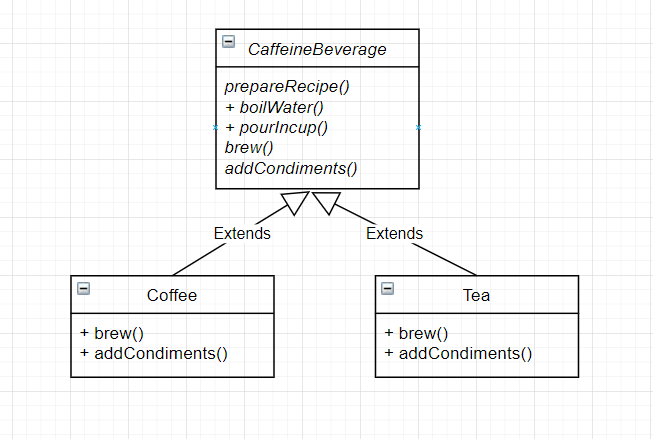 CaffeineBeverage
prepareRecipe()
+ boilWater()
+ pourIncup()
brew()
addCondiments()
Extends
Extends
Coffee
+ brew()
+ addCondiments()
Tea
+ brew()
+ addCondiments()